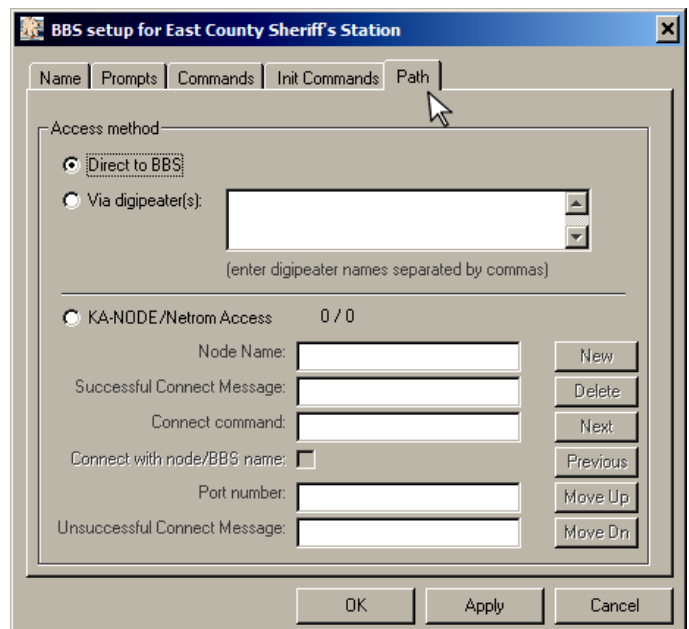 BBS setup for East County Sheriff's Station
Name Prompts Commands Init Commands Path
Access method
Direct to BBS
Via digipeater(s):
(enter digipeater names separated by commas)
KA-NODE/Netrom Access 0 / 0
Node Name: New
Successful Connect Message: Delete
Connect command: Next
Connect with node/BBS name: Previous
Port number: Move Up
Unsuccessful Connect Message: Move Dn
OK Apply Cancel